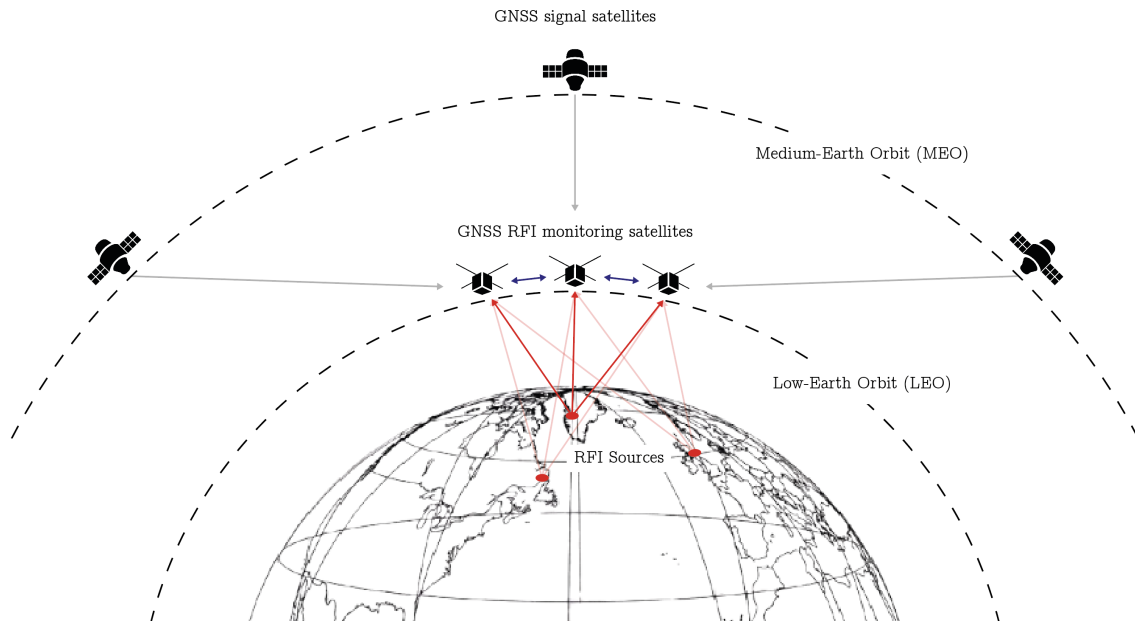 GNSS signal satellites
Medium-Earth Orbit (MEO)
GNSS RFI monitoring satellites
Low-Earth Orbit (LEO)
RFI Sources